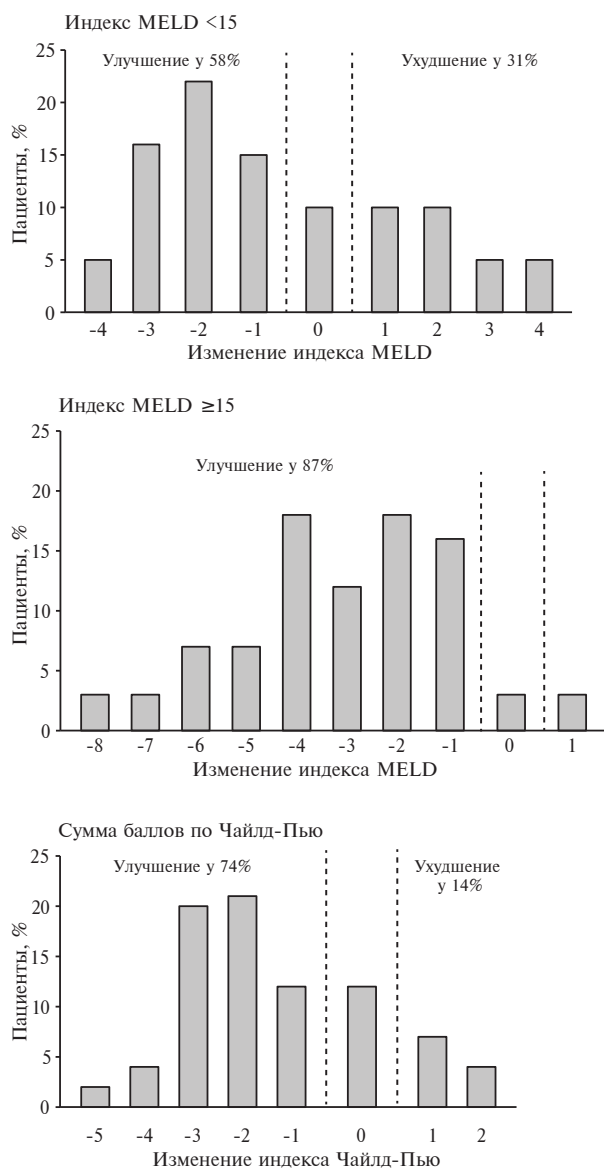 Индекс MELD <15
Улучшение у 58%
Ухудшение у 31%
Пациенты, %
25
20
15
10
5
0
-4 -3 -2 -1 0 1 2 3 4
Изменение индекса MELD
Индекс MELD ≥15
Улучшение у 87%
Пациенты, %
25
20
15
10
5
0
-8 -7 -6 -5 -4 -3 -2 -1 0 1
Изменение индекса MELD
Сумма баллов по Чайлд-Пью
Улучшение у 74%
Ухудшение
у 14%
Пациенты, %
25
20
15
10
5
0
-5 -4 -3 -2 -1 0 1 2
Изменение индекса Чайлд-Пью